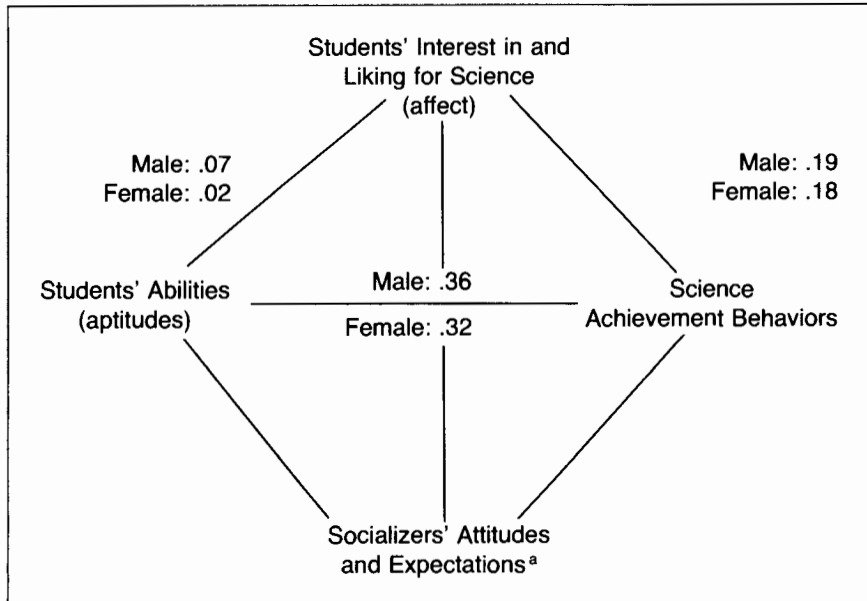 Students' Interest in and
Liking for Science
(affect)
Male: .07
Female: .02
Male: .19
Female: .18
Students' Abilities
(aptitudes)
Male: .36
Female: .32
Science
Achievement Behaviors
Socializers' Attitudes
and Expectationsª